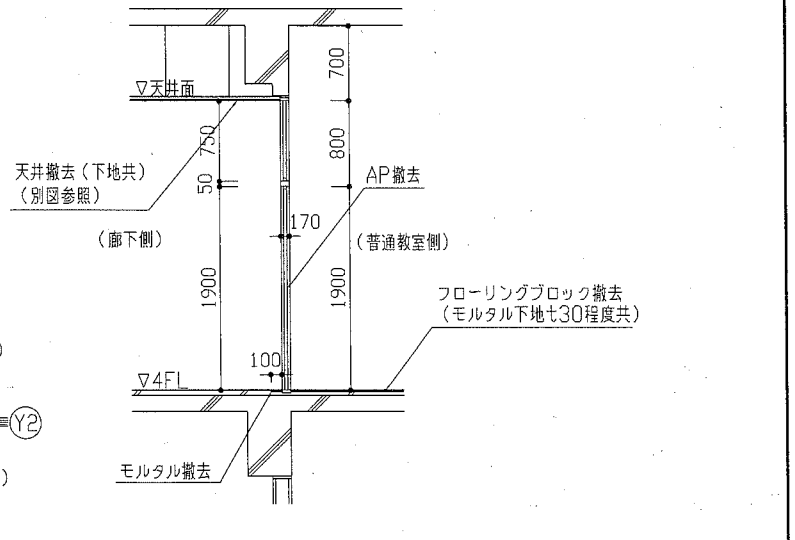 700
▽天井面
750
800
天井撤去（下地共）
（別図参照）
50
AP撤去
170
（廊下側）
（普通教室側）
1900
1900
フローリングブロック撤去
（モルタル下地t30程度共）
100
▽4FL
Y2
モルタル撤去